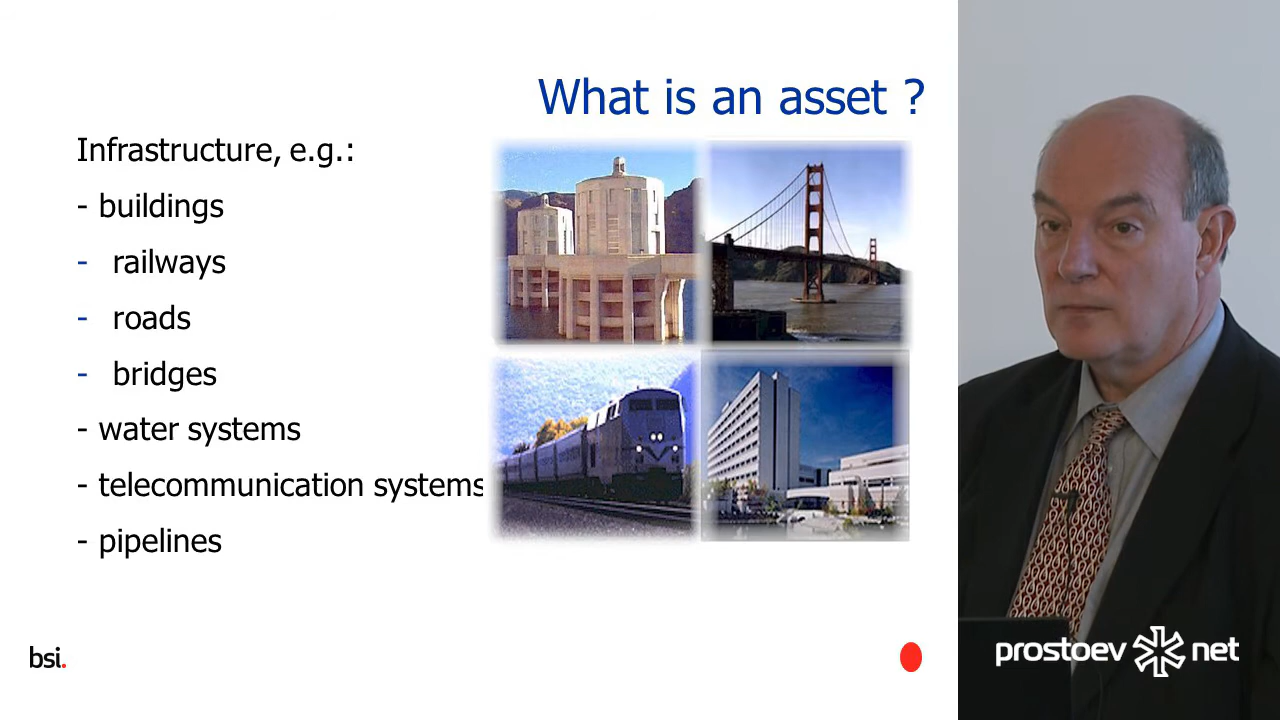 What is an asset ?
Infrastructure, e.g.:
- buildings
- railways
- roads
- bridges
- water systems
- telecommunication systems
- pipelines
bsi.
prostoev net